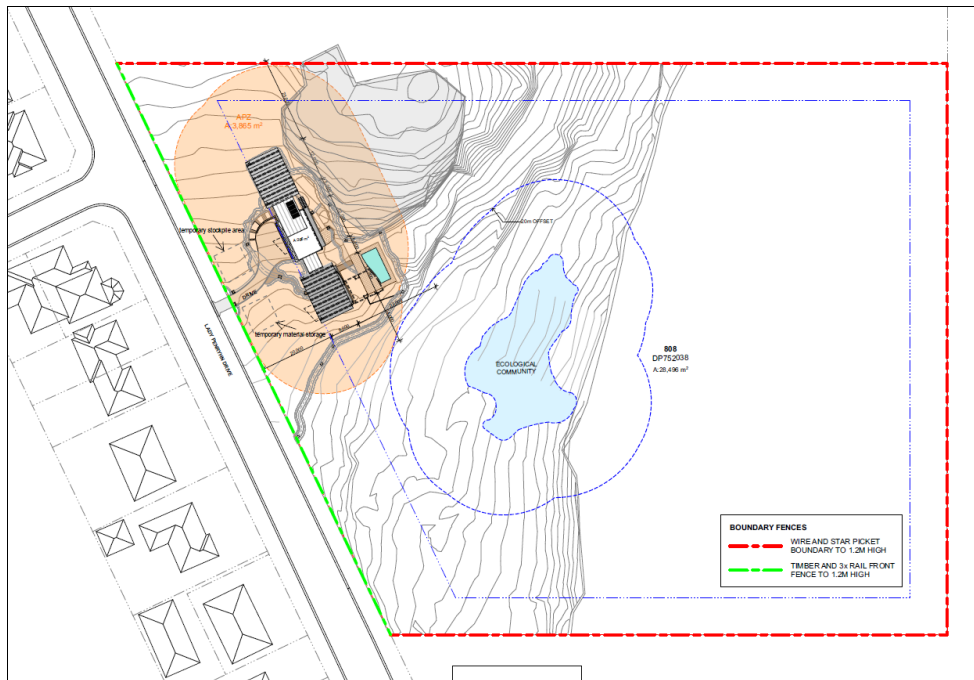 APZ
A:3,865 m²
temporary stockpile area
DRIVE
temporary material storage
LADY PENRHYN DRIVE
20m OFFSET
ECOLOGICAL
COMMUNITY
808
DP752038
A:28,496 m²
BOUNDARY FENCES
WIRE AND STAR PICKET
BOUNDARY TO 1.2M HIGH
TIMBER AND 3x RAIL FRONT
FENCE TO 1.2M HIGH